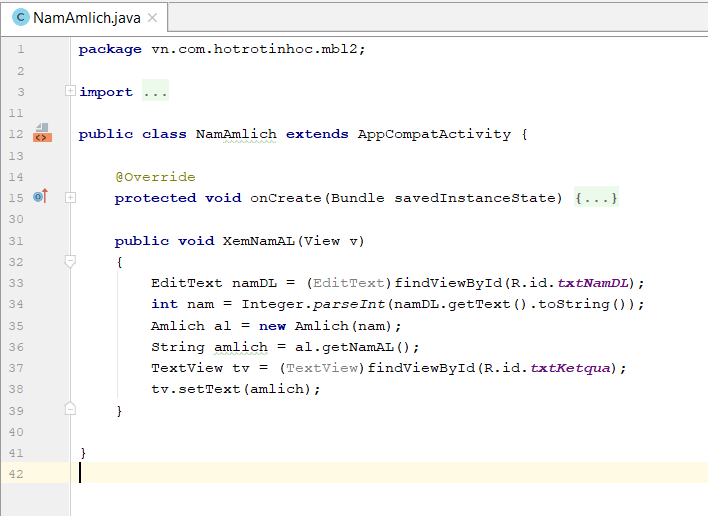 NamAmlich.java
1 package vn.com.hotrotinhoc.mbl2;
2
3 import ...
11
12 public class NamAmlich extends AppCompatActivity {
13
14 @Override
15 protected void onCreate(Bundle savedInstanceState) {...}
30
31 public void XemNamAL(View v)
32 {
33 EditText namDL = (EditText)findViewById(R.id.txtNamDL);
34 int nam = Integer.parseInt(namDL.getText().toString());
35 Amlich al = new Amlich(nam);
36 String amlich = al.getNamAL();
37 TextView tv = (TextView)findViewById(R.id.txtKetqua);
38 tv.setText(amlich);
39 }
40
41 }
42